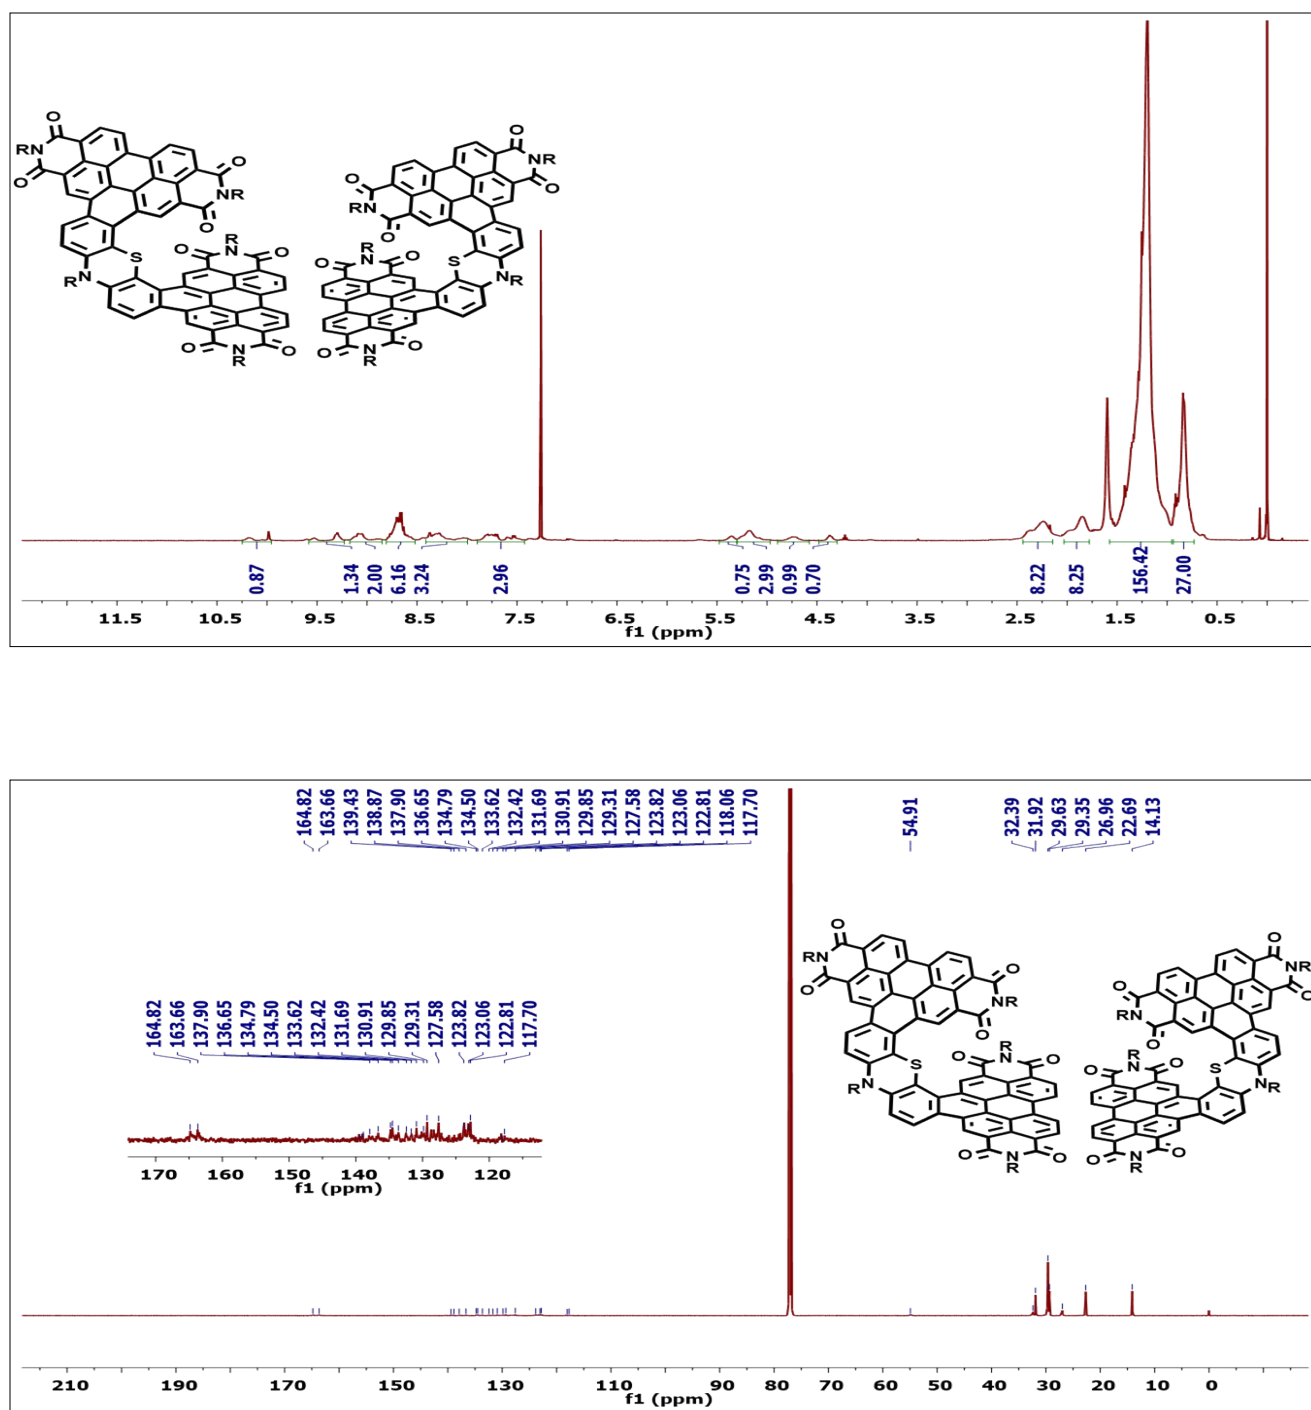 O
RN
O
O
NR
O
R
O
N
O
S
R
N
O
N
O
R
O
O
NR
O
O
RN
O
R
O
N
O
S
N
R
O
N
O
R
0.87
1.34
2.00
6.16
3.24
2.96
0.75
2.99
0.99
0.70
8.22
8.25
156.42
27.00
11.5 10.5 9.5 8.5 7.5 6.5 5.5 4.5 3.5 2.5 1.5 0.5
f1 (ppm)
164.82
163.66
139.43
138.87
137.90
136.65
134.79
134.50
133.62
132.42
131.69
130.91
129.85
129.31
127.58
123.82
123.06
122.81
118.06
117.70
54.91
32.39
31.92
29.63
29.35
26.96
22.69
14.13
164.82
163.66
137.90
136.65
134.79
134.50
133.62
132.42
131.69
130.91
129.85
129.31
127.58
123.82
123.06
122.81
117.70
170 160 150 140 130 120
f1 (ppm)
O
RN
O
O
NR
O
R
O
N
O
S
R
N
O
N
O
R
O
O
NR
O
O
RN
O
R
O
N
O
S
N
R
O
N
O
R
210 190 170 150 130 110 90 80 70 60 50 40 30 20 10 0
f1 (ppm)